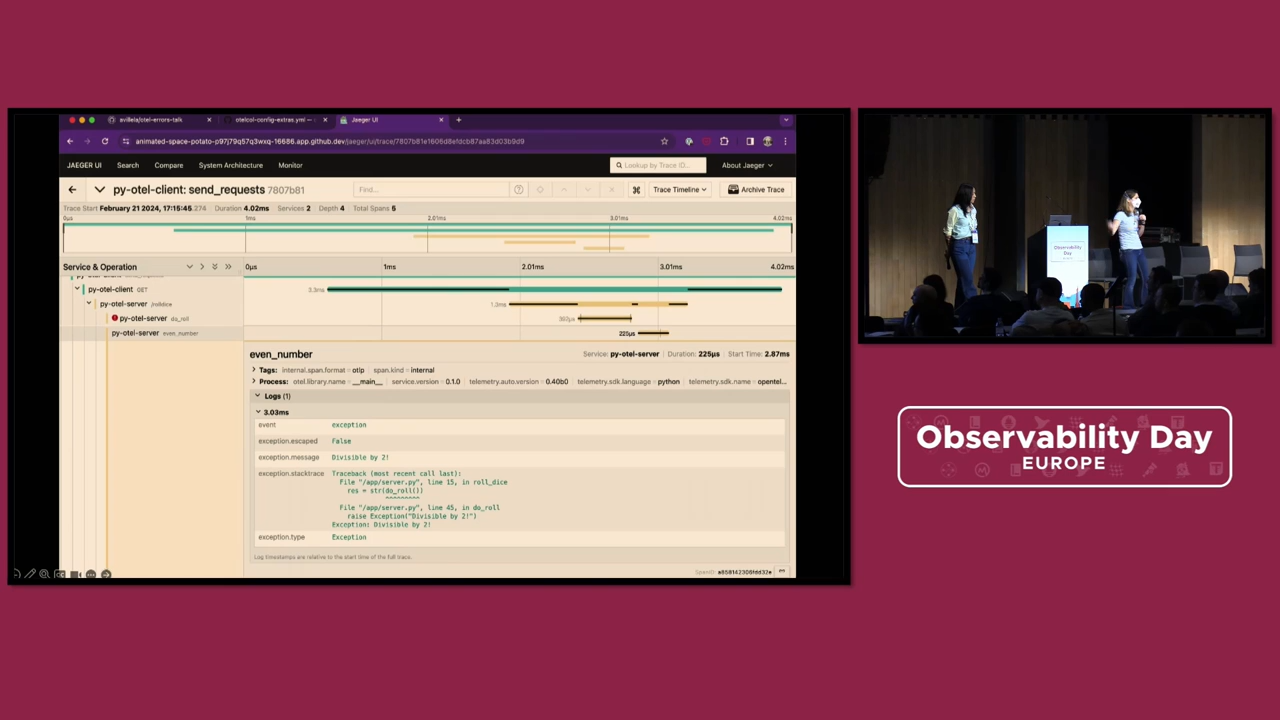 avillela/otel-errors-talk
otelcol-config-extras.yml —
Jaeger UI
animated-space-potato-p97j79q57q3wxq-16686.app.github.dev/jaeger/ui/trace/7807b81e1606d8efdcb87aa83d03b9d9
JAEGER UI Search Compare System Architecture Monitor Lookup by Trace ID... About Jaeger
py-otel-client: send_requests 7807b81 Find... Trace Timeline Archive Trace
Trace Start February 21 2024, 17:15:45.274 Duration 4.02ms Services 2 Depth 4 Total Spans 5
0μs 1ms 2.01ms 3.01ms 4.02ms
Service & Operation 0μs 1ms 2.01ms 3.01ms 4.02ms
py-otel-client GET 3.3ms
py-otel-server /rolldice 1.3ms
py-otel-server do_roll
py-otel-server even_number 225μs
even_number Service: py-otel-server Duration: 225μs Start Time: 2.87ms
Tags: internal.span.format = otlp span.kind = internal
Process: otel.library.name = __main__ service.version = 0.1.0 telemetry.auto.version = 0.40b0 telemetry.sdk.language = python telemetry.sdk.name = opentel...
Logs (1)
3.03ms
event exception
exception.escaped False
exception.message Divisible by 2!
exception.stacktrace Traceback (most recent call last):
File "/app/server.py", line 15, in roll_dice
res = str(do_roll())
^^^^^^^^^
File "/app/server.py", line 45, in do_roll
raise Exception("Divisible by 2!")
Exception: Divisible by 2!
exception.type Exception
Log timestamps are relative to the start time of the full trace.
SpanID:
Observability
Day
Observability Day
EUROPE